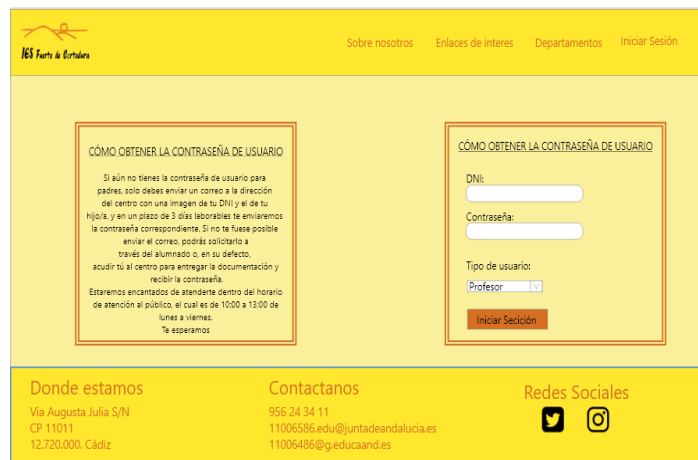 IES Fuerte de Cortadura
Sobre nosotros
Enlaces de interes
Departamentos
Iniciar Sesión
CÓMO OBTENER LA CONTRASEÑA DE USUARIO
Si aún no tienes la contraseña de usuario para
padres, solo debes enviar un correo a la dirección
del centro con una imagen de tu DNI y el de tu
hijo/a, y en un plazo de 3 días laborables te enviaremos
la contraseña correspondiente. Si no te fuese posible
enviar el correo, podrás solicitarlo a
través del alumnado o, en su defecto,
acudir tú al centro para entregar la documentación y
recibir la contraseña.
Estaremos encantados de atenderte dentro del horario
de atención al público, el cual es de 10:00 a 13:00 de
lunes a viernes.
Te esperamos
CÓMO OBTENER LA CONTRASEÑA DE USUARIO
DNI:
Contraseña:
Tipo de usuario:
Profesor
Iniciar Secición
Donde estamos
Via Augusta Julia S/N
CP 11011
12.720.000. Cádiz
Contactanos
956 24 34 11
11006586.edu@juntadeandalucia.es
11006486@g.educaand.es
Redes Sociales